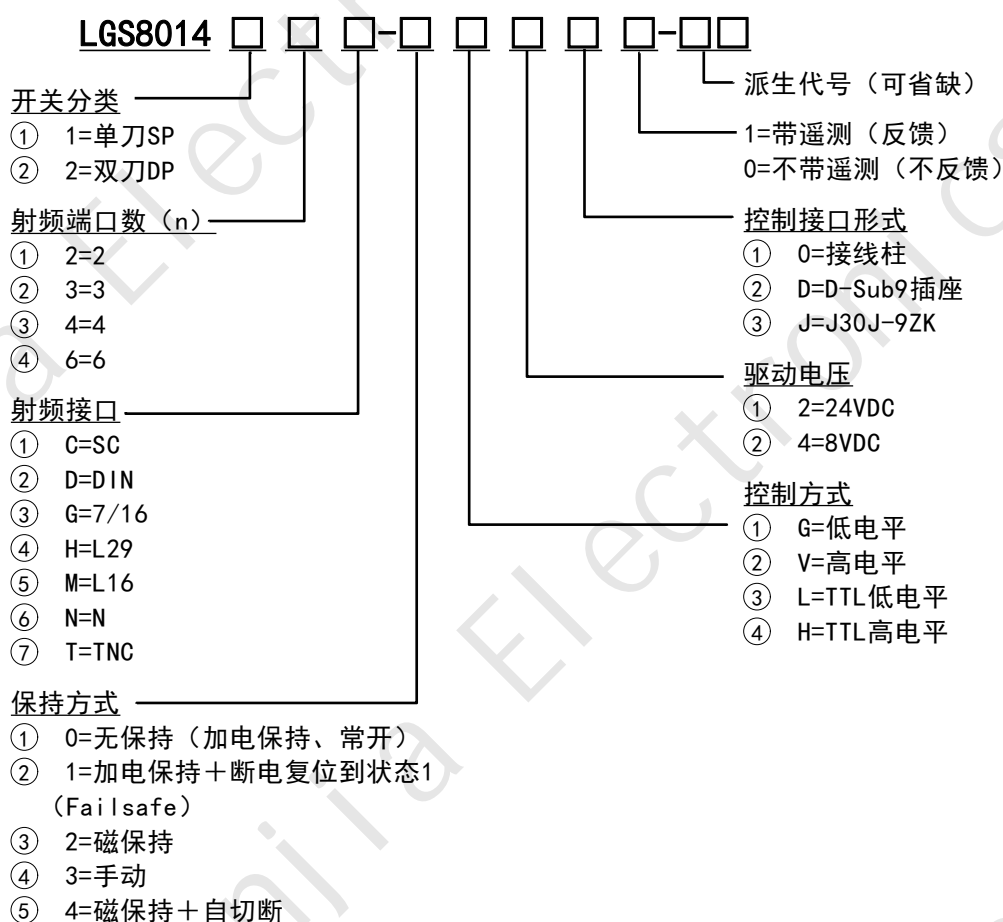 LGS8014 □ □ □-□ □ □ □ □-□□
开关分类
① 1=单刀SP
② 2=双刀DP
射频端口数（n）
① 2=2
② 3=3
③ 4=4
④ 6=6
射频接口
① C=SC
② D=DIN
③ G=7/16
④ H=L29
⑤ M=L16
⑥ N=N
⑦ T=TNC
保持方式
① 0=无保持（加电保持、常开）
② 1=加电保持＋断电复位到状态1
（Failsafe）
③ 2=磁保持
④ 3=手动
⑤ 4=磁保持＋自切断
派生代号（可省缺）
1=带遥测（反馈）
0=不带遥测（不反馈）
控制接口形式
① 0=接线柱
② D=D-Sub9插座
③ J=J30J-9ZK
驱动电压
① 2=24VDC
② 4=8VDC
控制方式
① G=低电平
② V=高电平
③ L=TTL低电平
④ H=TTL高电平